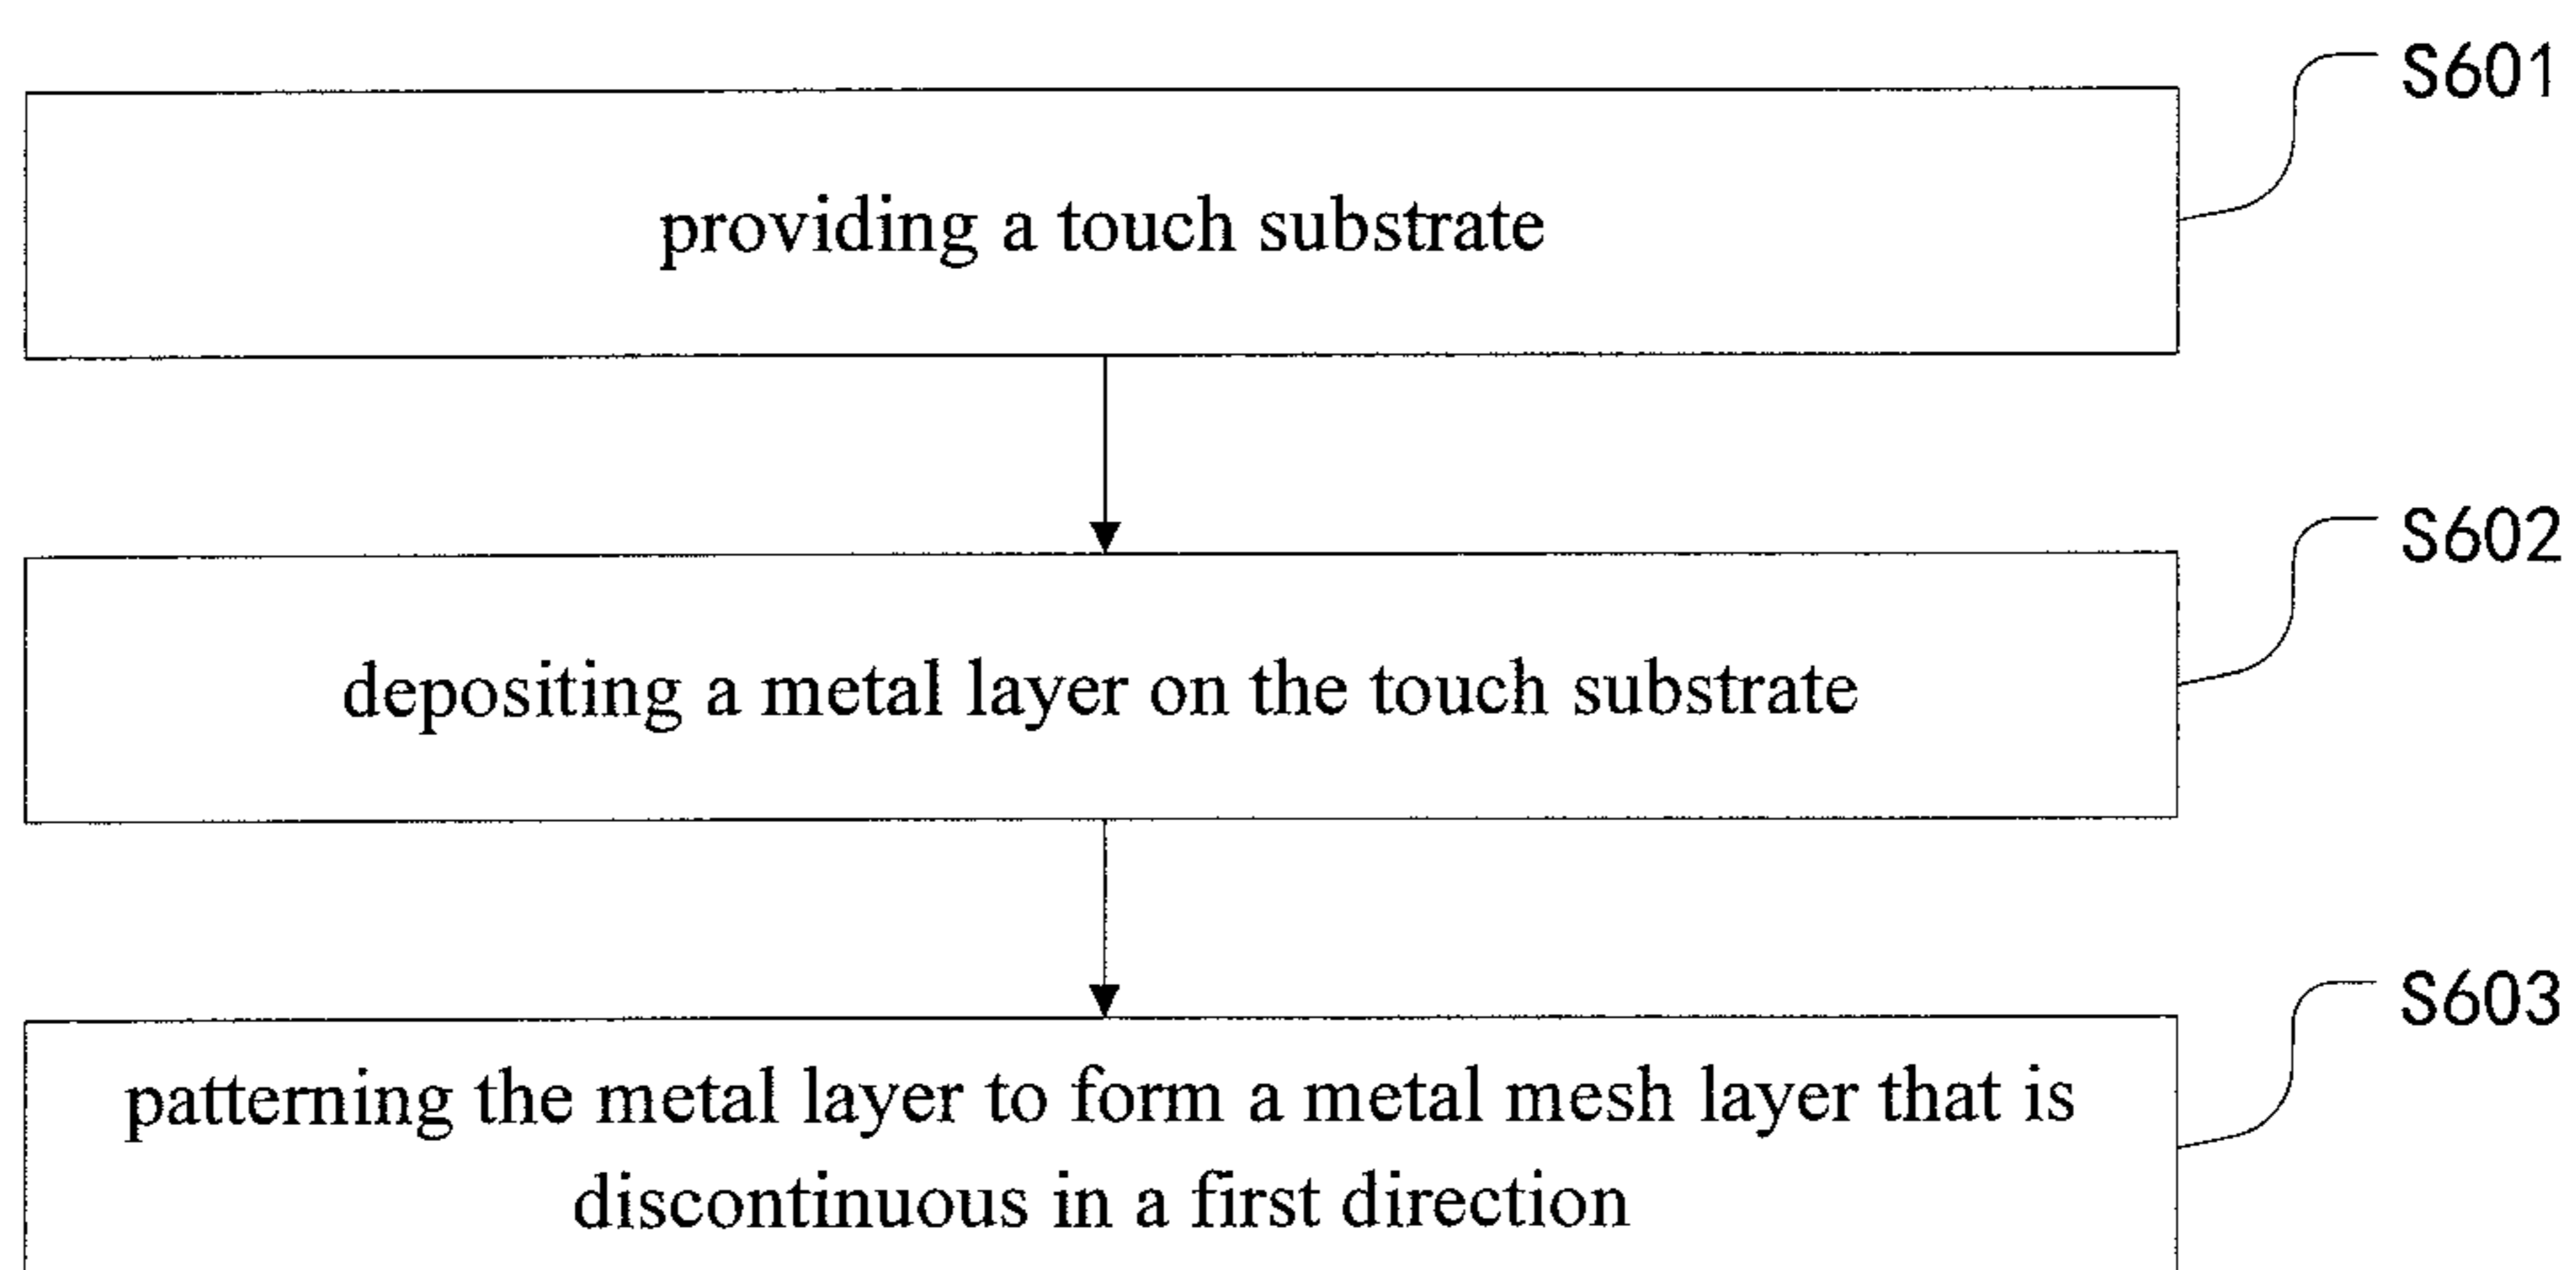 S601
providing a touch substrate
S602
depositing a metal layer on the touch substrate
S603
patterning the metal layer to form a metal mesh layer that is
discontinuous in a first direction